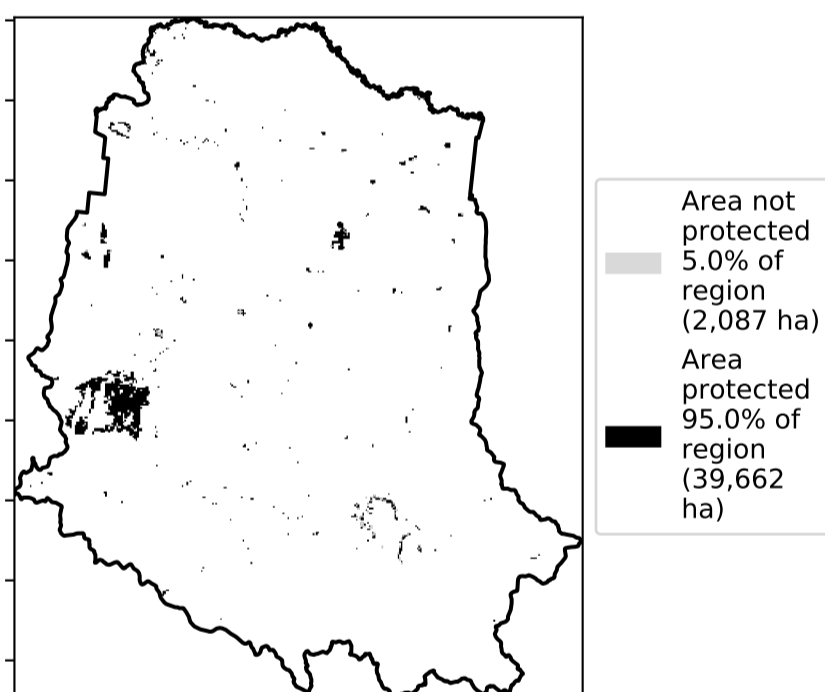 Area not
protected
5.0% of
region
(2,087 ha)
Area
protected
95.0% of
region
(39,662
ha)